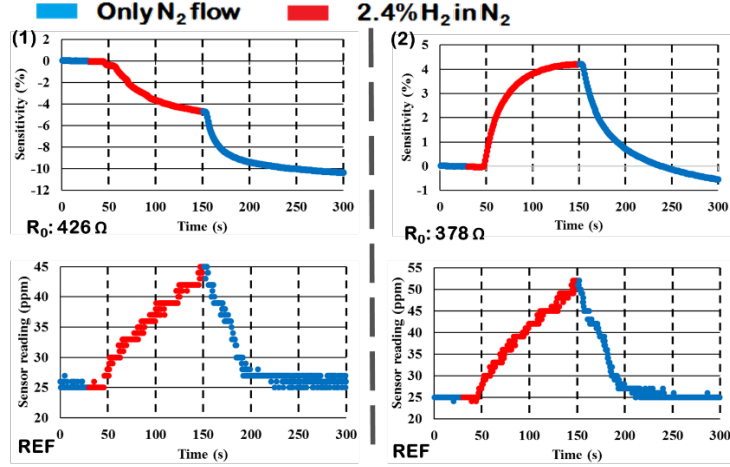 Only N2 flow 2.4% H2 in N2
(1)
Sensitivity (%)
2
0
-2
-4
-6
-8
-10
-12
0 50 100 150 200 250 300
Time (s)
R0: 426 Ω
(2)
Sensitivity (%)
5
4
3
2
1
0
-1
0 50 100 150 200 250 300
Time (s)
R0: 378 Ω
Sensor reading (ppm)
45
40
35
30
25
20
0 50 100 150 200 250 300
Time (s)
REF
Sensor reading (ppm)
55
50
45
40
35
30
25
20
0 50 100 150 200 250 300
Time (s)
REF